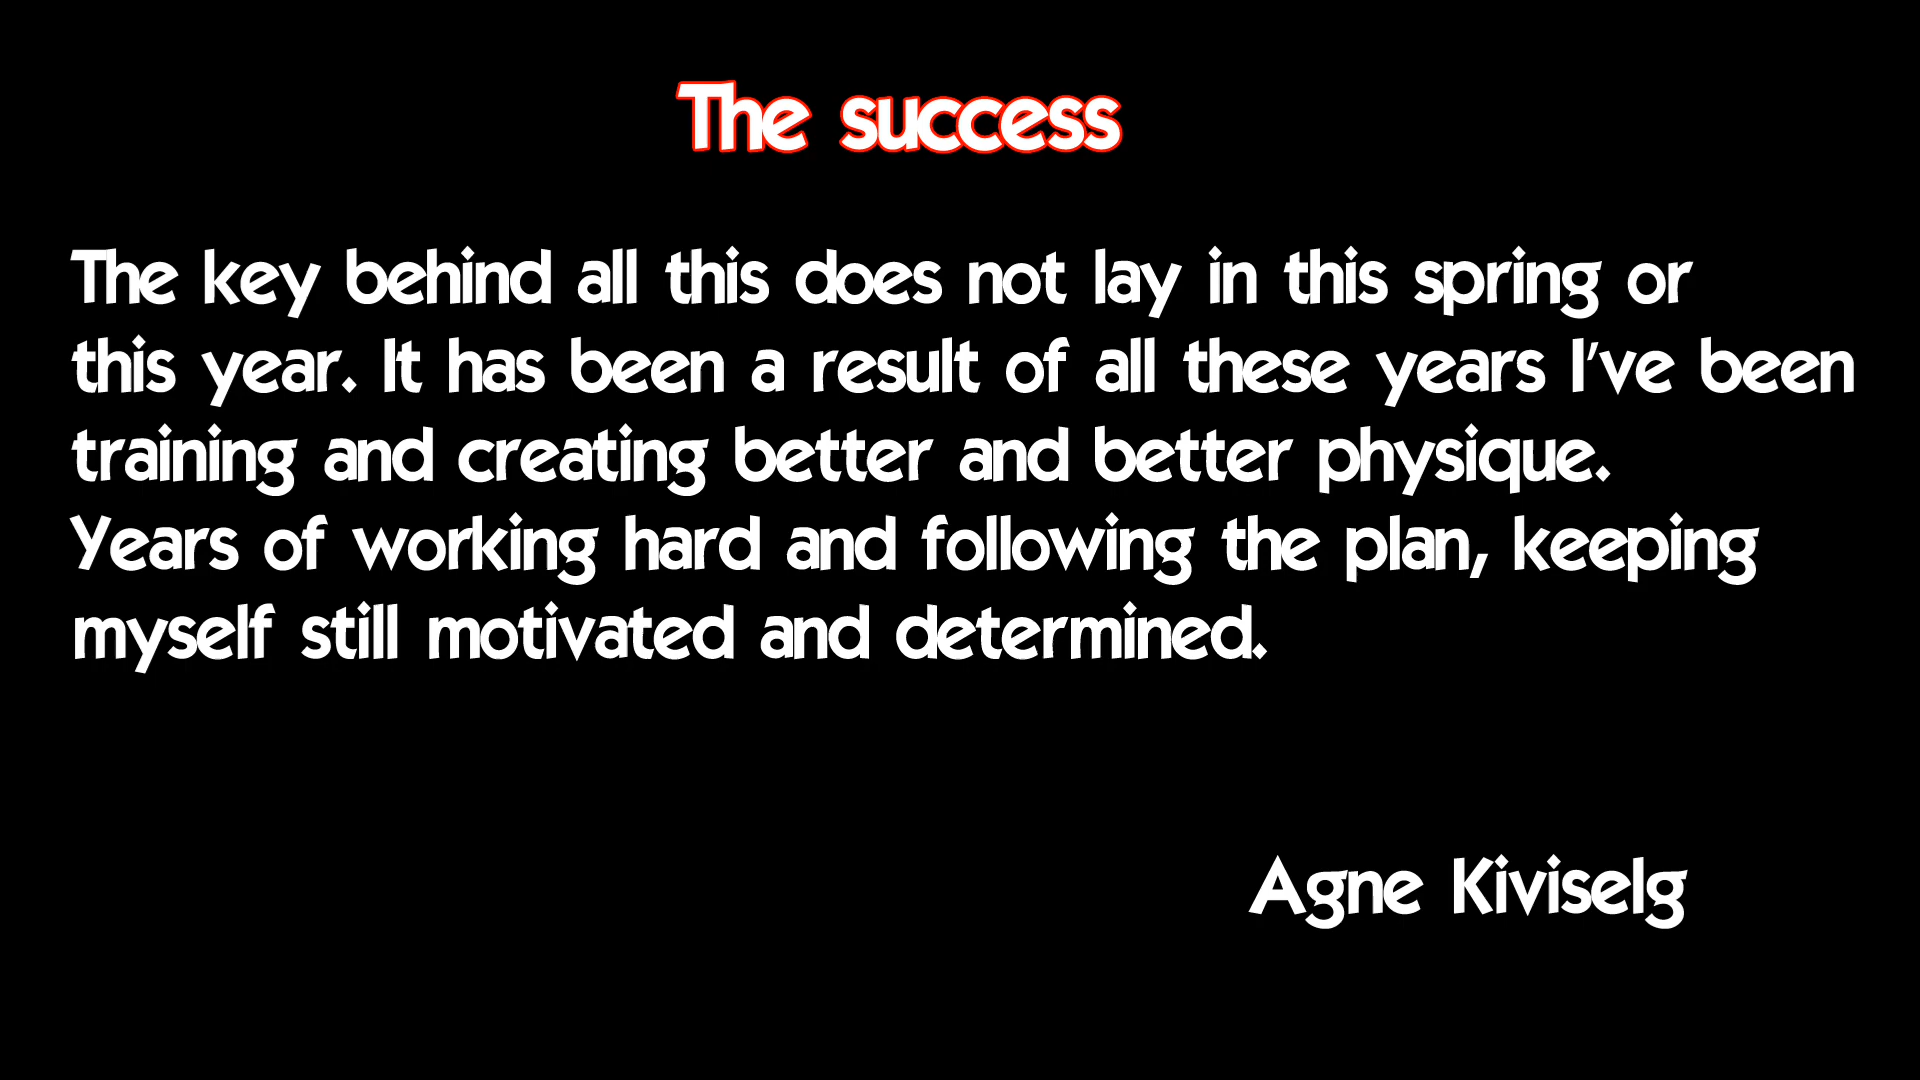 The success
The key behind all this does not lay in this spring or
this year. It has been a result of all these years I've been
training and creating better and better physique.
Years of working hard and following the plan, keeping
myself still motivated and determined.
Agne Kiviselg